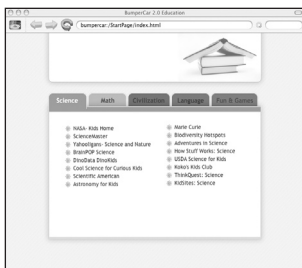 BumperCar 2.0 Education
bumpercar:/StartPage/index.html
Science
Math
Civilization
Language
Fun & Games
NASA- Kids Home
ScienceMaster
Yahooligans- Science and Nature
BrainPOP Science
DinoData DinoKids
Cool Science for Curious Kids
Scientific American
Astronomy for Kids
Marie Curie
Biodiversity Hotspots
Adventures in Science
How Stuff Works: Science
USDA Science for Kids
Koko's Kids Club
ThinkQuest: Science
KidSites: Science